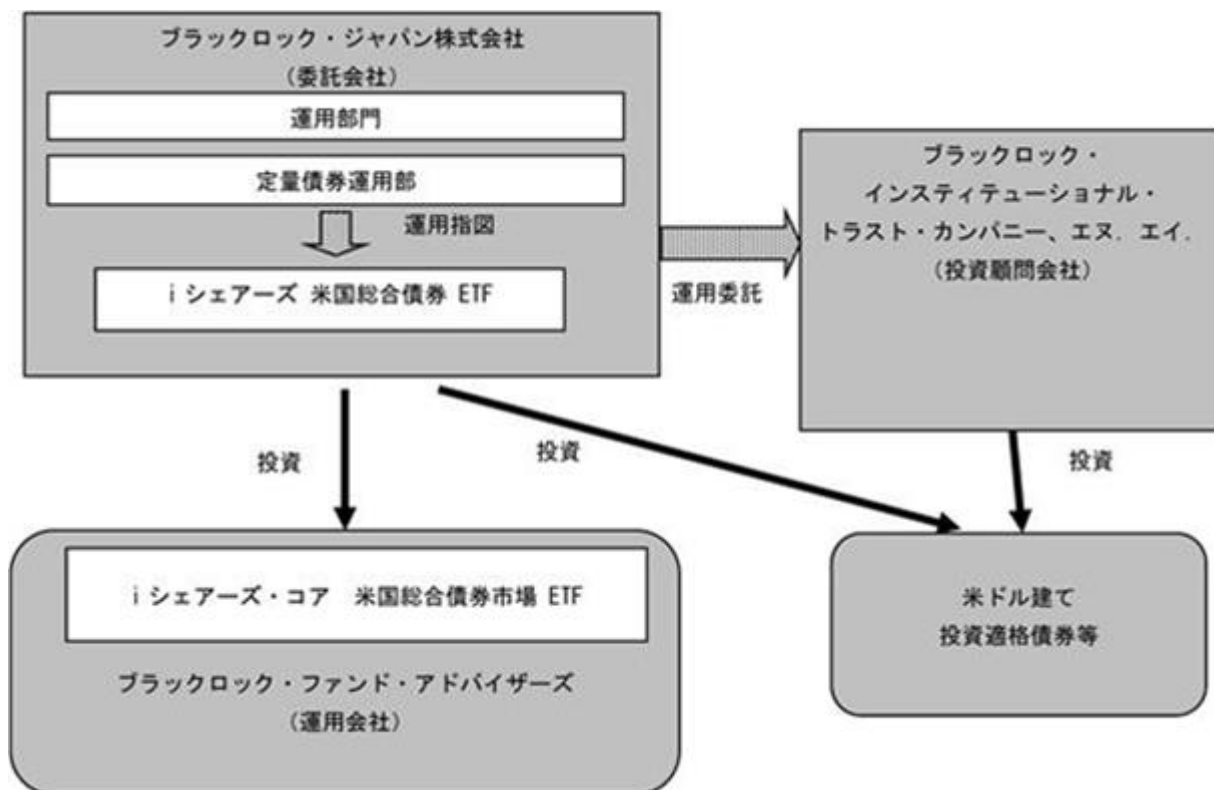 ブラックロック・ジャパン株式会社
（委託会社）
運用部門
定量債券運用部
運用指図
i シェアーズ 米国総合債券 ETF
運用委託
ブラックロック・
インスティテューショナル・
トラスト・カンパニー、エヌ．エイ．
（投資顧問会社）
投資
投資
投資
i シェアーズ・コア　米国総合債券市場 ETF
ブラックロック・ファンド・アドバイザーズ
（運用会社）
米ドル建て
投資適格債券等